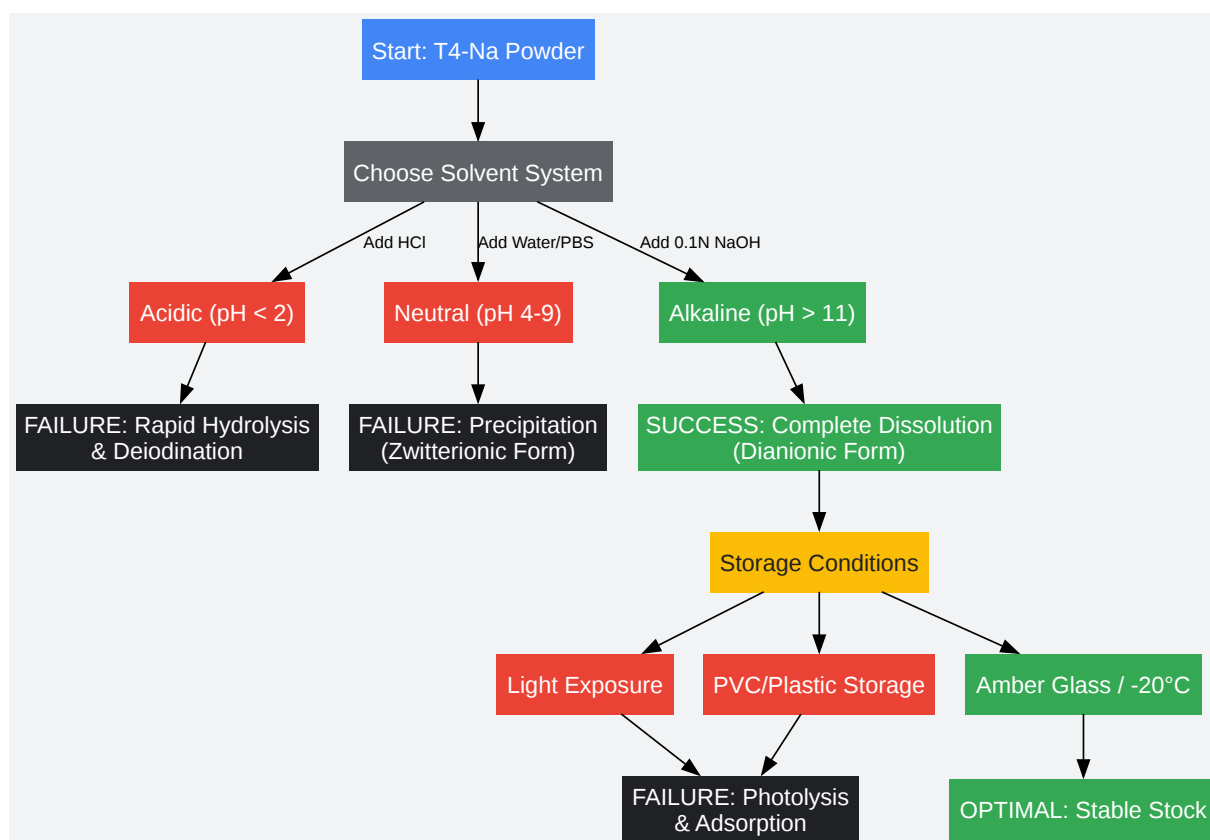 Start: T4-Na Powder
Choose Solvent System
Add HCl
Add Water/PBS
Add 0.1N NaOH
Acidic (pH < 2)
Neutral (pH 4-9)
Alkaline (pH > 11)
FAILURE: Rapid Hydrolysis
& Deiodination
FAILURE: Precipitation
(Zwitterionic Form)
SUCCESS: Complete Dissolution
(Dianionic Form)
Storage Conditions
Light Exposure
PVC/Plastic Storage
Amber Glass / -20°C
FAILURE: Photolysis
& Adsorption
OPTIMAL: Stable Stock